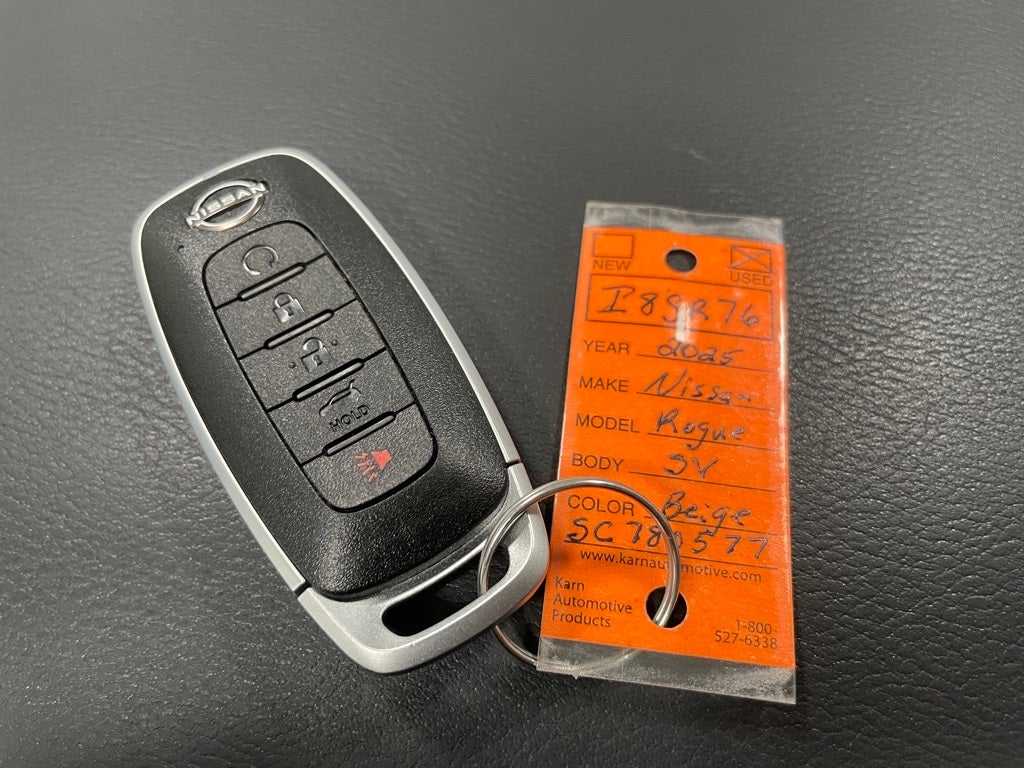 NISSAN
HOLD
NEW USED
I8SR76
YEAR 2025
MAKE Nissan
MODEL Rogue
BODY SV
COLOR Beige
www.karnautomotive.com
Karn
Automotive
Products
1-800-
527-6338